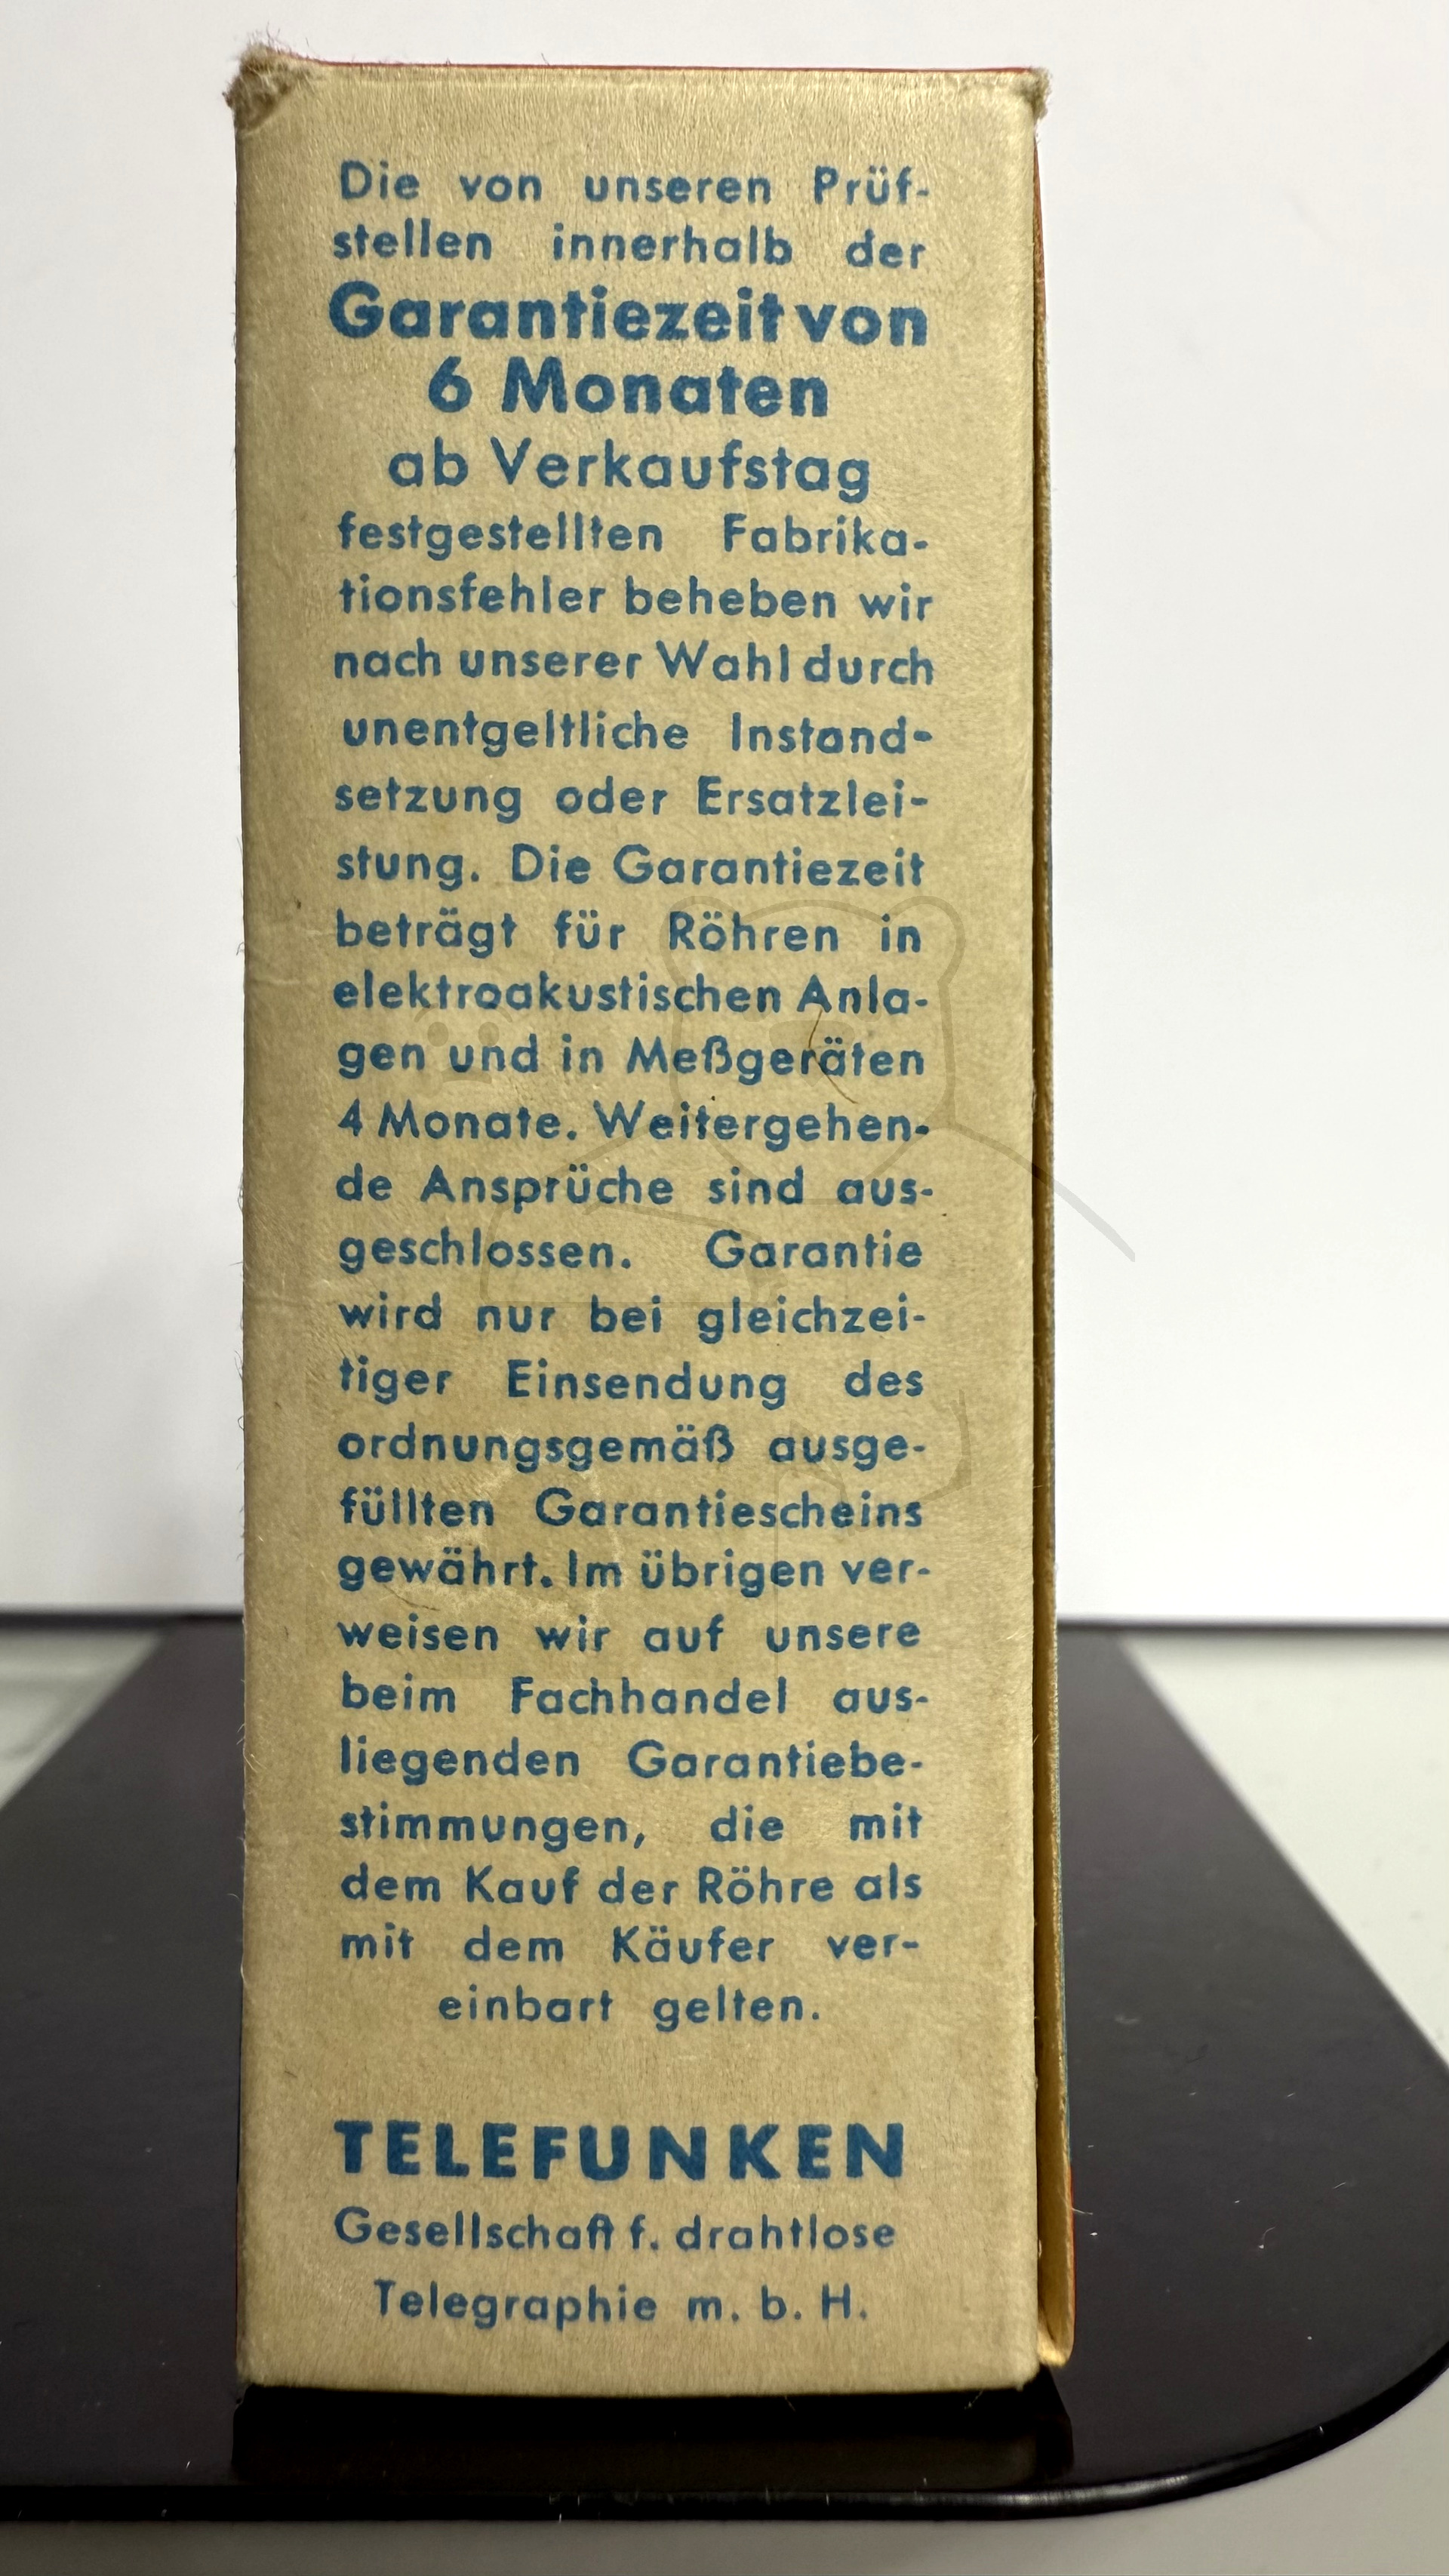 Die von unseren Prüf-
stellen innerhalb der
Garantiezeit von
6 Monaten
ab Verkaufstag
festgestellten Fabrika-
tionsfehler beheben wir
nach unserer Wahl durch
unentgeltliche Instand-
setzung oder Ersatzlei-
stung. Die Garantiezeit
beträgt für Röhren in
elektroakustischen Anla-
gen und in Meßgeräten
4 Monate. Weitergehen-
de Ansprüche sind aus-
geschlossen. Garantie
wird nur bei gleichzei-
tiger Einsendung des
ordnungsgemäß ausge-
füllten Garantiescheins
gewährt. Im übrigen ver-
weisen wir auf unsere
beim Fachhandel aus-
liegenden Garantiebe-
stimmungen, die mit
dem Kauf der Röhre als
mit dem Käufer ver-
einbart gelten.
TELEFUNKEN
Gesellschaft f. drahtlose
Telegraphie m. b. H.